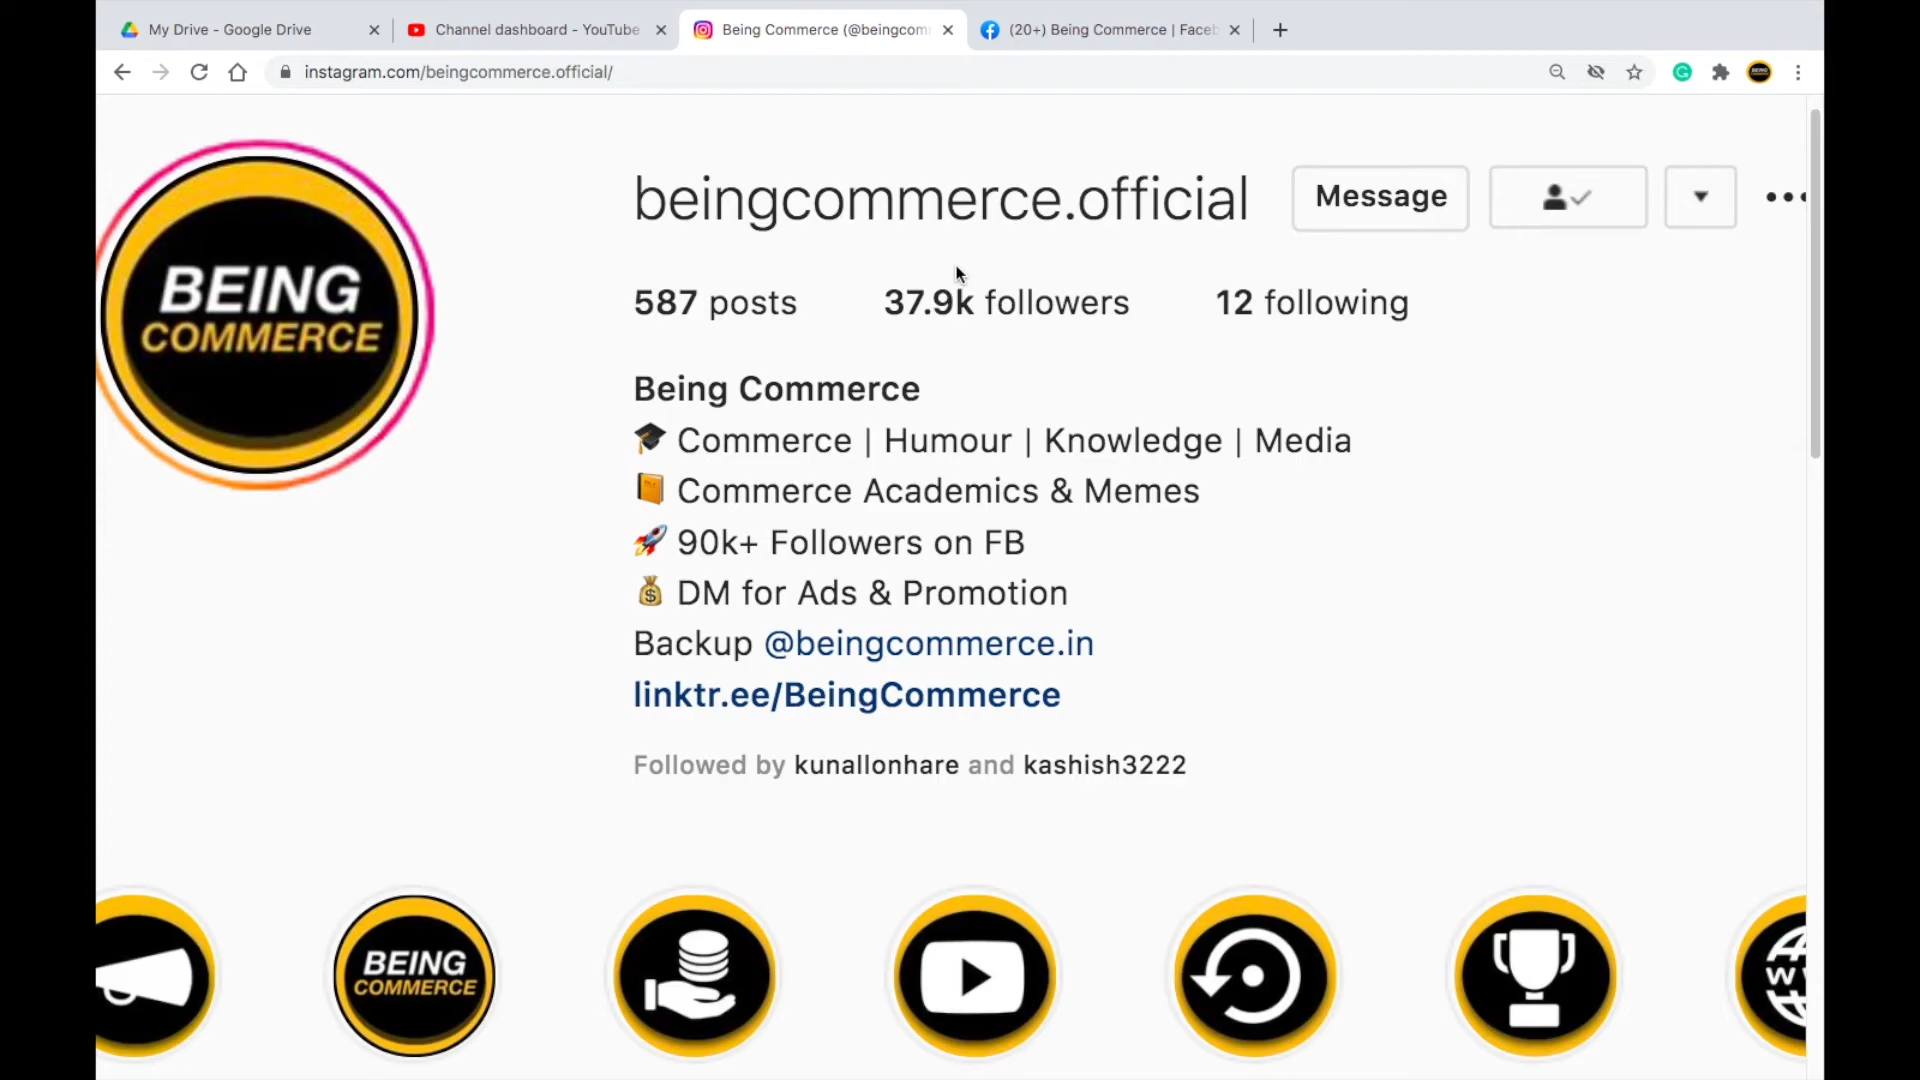 My Drive - Google Drive
Channel dashboard - YouTube
Being Commerce (@beingcom
(20+) Being Commerce | Faceb
instagram.com/beingcommerce.official/
BEING
COMMERCE
beingcommerce.official
Message
587 posts
37.9k followers
12 following
Being Commerce
🎓 Commerce | Humour | Knowledge | Media
📙 Commerce Academics & Memes
🚀 90k+ Followers on FB
💰 DM for Ads & Promotion
Backup @beingcommerce.in
linktr.ee/BeingCommerce
Followed by kunallonhare and kashish3222
BEING
COMMERCE